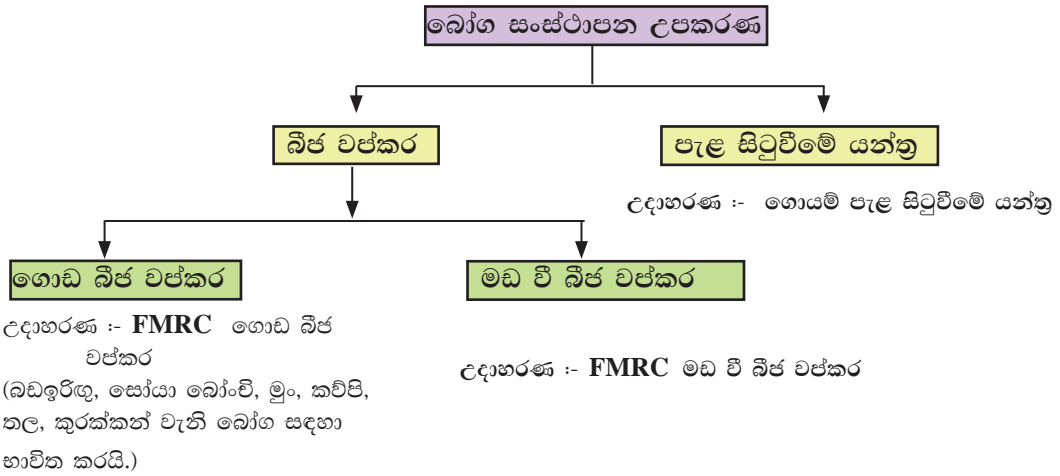 බෝග සංස්ථාපන උපකරණ
බීජ වප්කර
පැළ සිටුවීමේ යන්ත්‍ර
උදාහරණ :- ගොයම් පැළ සිටුවීමේ යන්ත්‍ර
ගොඩ බීජ වප්කර
මඩ වී බීජ වප්කර
උදාහරණ :- FMRC ගොඩ බීජ
වප්කර
(බඩඉරිඟු, සෝයා බෝංචි, මුං, කව්පි,
තල, කුරක්කන් වැනි බෝග සඳහා
භාවිත කරයි.)
උදාහරණ :- FMRC මඩ වී බීජ වප්කර